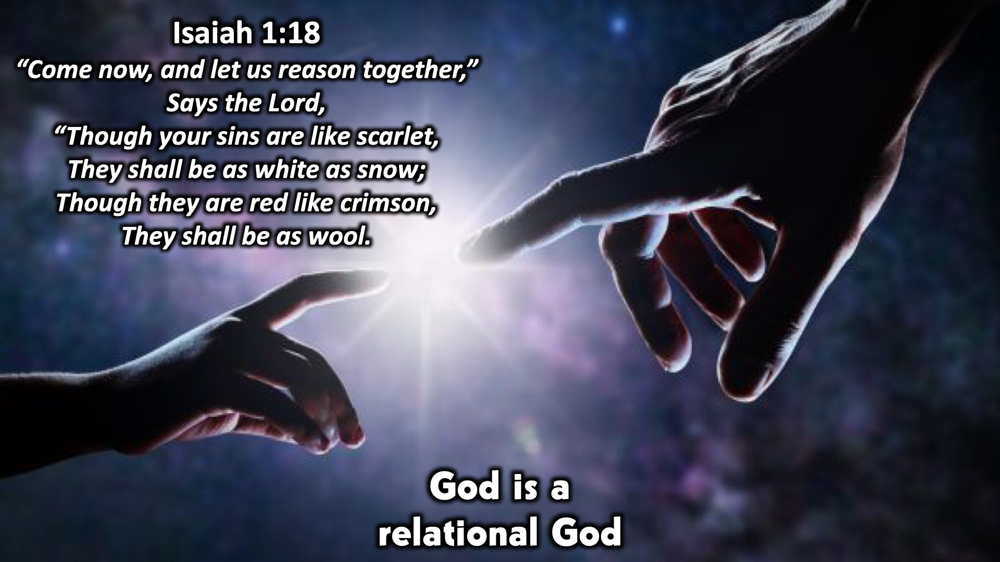 Isaiah 1:18
“Come now, and let us reason together,”
Says the Lord,
“Though your sins are like scarlet,
They shall be as white as snow;
Though they are red like crimson,
They shall be as wool.
God is a
relational God